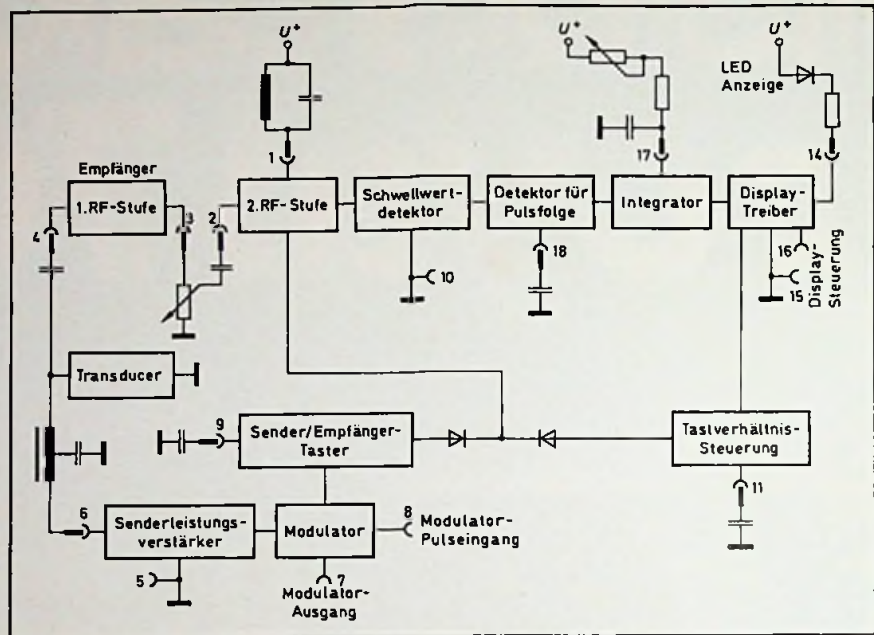 U+
U+
U+
LED
Anzeige
1
17
14
Empfänger
1.RF-Stufe
4
3
2
2.RF-Stufe
Schwellwert-
detektor
Detektor für
Pulsfolge
Integrator
Display-
Treiber
10
18
16
15
Display-
Steuerung
Transducer
9
Sender/Empfänger-
Taster
Tastverhältnis-
Steuerung
11
6
Senderleistungs-
verstärker
Modulator
8
Modulator-
Pulseingang
5
7
Modulator-
Ausgang